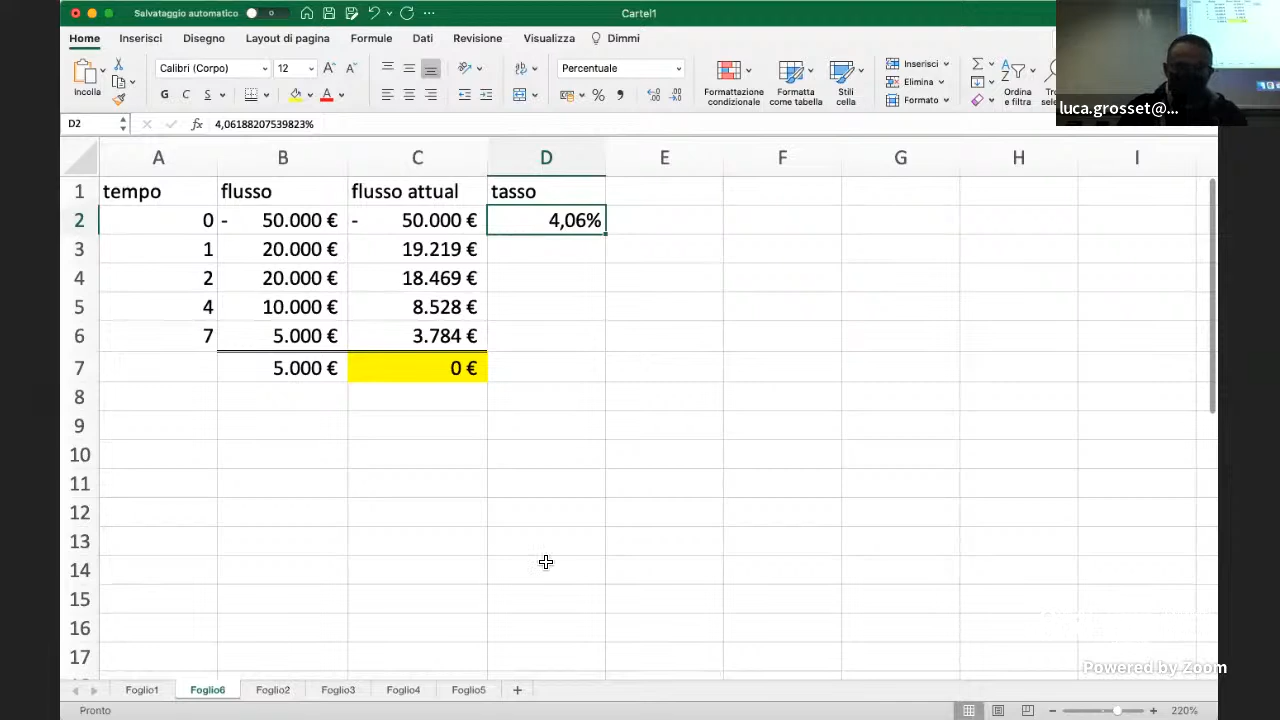 Salvataggio automatico 0 Cartel1
Home Inserisci Disegno Layout di pagina Formule Dati Revisione Visualizza Dimmi
Incolla Calibri (Corpo) 12 A A Percentuale Formattazione condizionale Formatta come tabella Stili cella Inserisci Elimina Formato Ordina e filtra
G C S A % 000
luca.grosset@...
D2 fx 4,06188207539823%
A B C D E F G H I
1 tempo flusso flusso attual tasso
2 0 - 50.000 € - 50.000 € 4,06%
3 1 20.000 € 19.219 €
4 2 20.000 € 18.469 €
5 4 10.000 € 8.528 €
6 7 5.000 € 3.784 €
7 5.000 € 0 €
8
9
10
11
12
13
14
15
16
17
Powered by Zoom
Foglio1 Foglio6 Foglio2 Foglio3 Foglio4 Foglio5 +
Pronto 220%